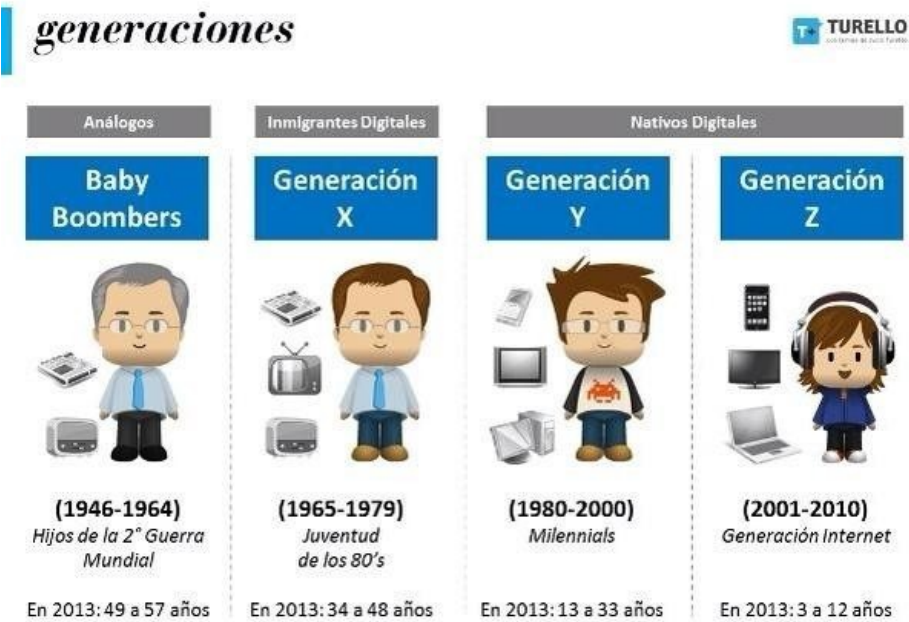 generaciones
TURELLO
Análogos
Inmigrantes Digitales
Nativos Digitales
Baby
Boombers
Generación
X
Generación
Y
Generación
Z
(1946-1964)
Hijos de la 2° Guerra
Mundial
(1965-1979)
Juventud
de los 80's
(1980-2000)
Milennials
(2001-2010)
Generación Internet
En 2013: 49 a 57 años
En 2013: 34 a 48 años
En 2013: 13 a 33 años
En 2013: 3 a 12 años